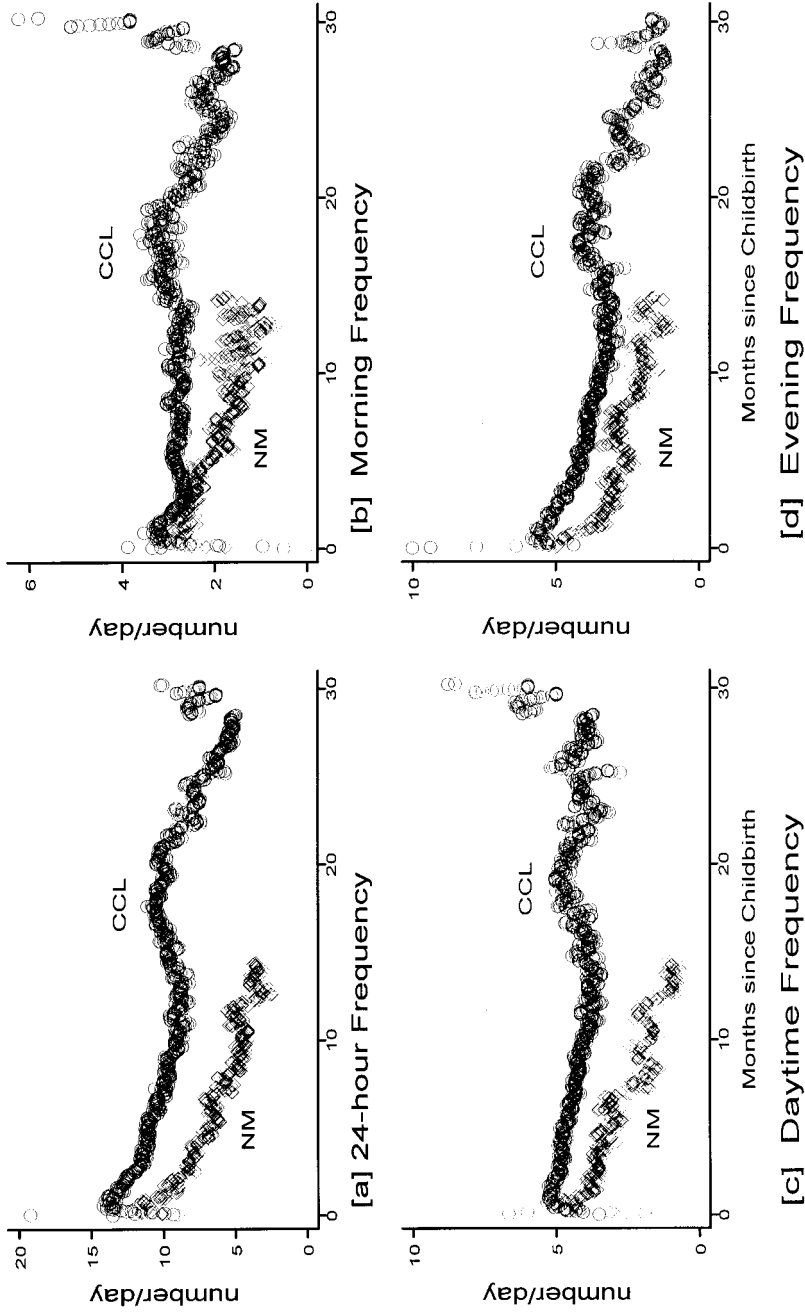 20
15
10
5
0
number/day
CCL
NM
0
10
20
30
[a] 24-hour Frequency
6
4
2
0
number/day
CCL
NM
0
10
20
30
[b] Morning Frequency
10
5
0
number/day
CCL
NM
0
10
20
30
Months since Childbirth
[c] Daytime Frequency
10
5
0
number/day
CCL
NM
0
10
20
30
Months since Childbirth
[d] Evening Frequency